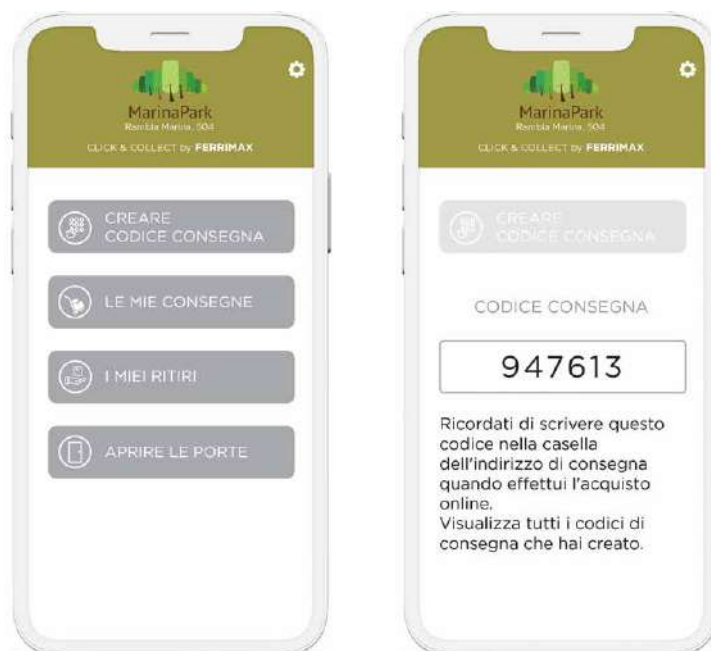 MarinaPark
Rambla Marina, 504
CLICK & COLLECT by FERRIMAX
CREARE
CODICE CONSEGNA
LE MIE CONSEGNE
I MIEI RITIRI
APRIRE LE PORTE
MarinaPark
Rambla Marina, 504
CLICK & COLLECT by FERRIMAX
CREARE
CODICE CONSEGNA
CODICE CONSEGNA
947613
Ricordati di scrivere questo
codice nella casella
dell'indirizzo di consegna
quando effettui l'acquisto
online.
Visualizza tutti i codici di
consegna che hai creato.